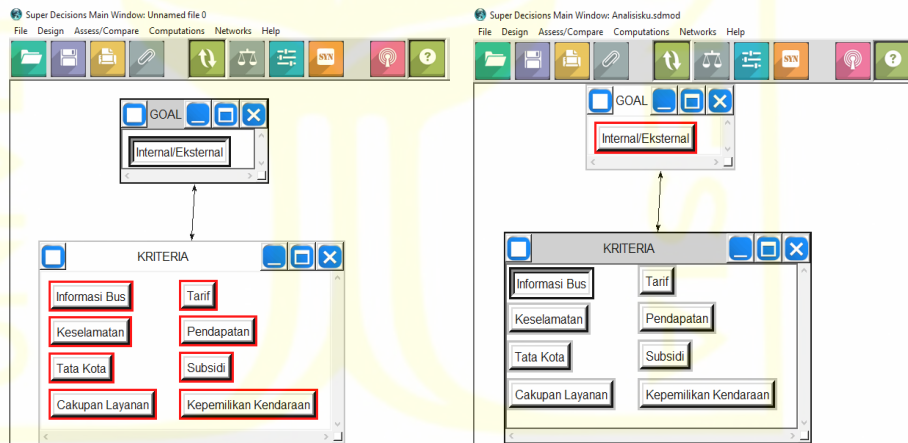 Super Decisions Main Window: Unnamed file 0
File Design Assess/Compare Computations Networks Help
SYN
?
GOAL
Internal/Eksternal
KRITERIA
Informasi Bus
Tarif
Keselamatan
Pendapatan
Tata Kota
Subsidi
Cakupan Layanan
Kepemilikan Kendaraan
Super Decisions Main Window: Analisisku.sdmod
File Design Assess/Compare Computations Networks Help
SYN
?
GOAL
Internal/Eksternal
KRITERIA
Informasi Bus
Tarif
Keselamatan
Pendapatan
Tata Kota
Subsidi
Cakupan Layanan
Kepemilikan Kendaraan